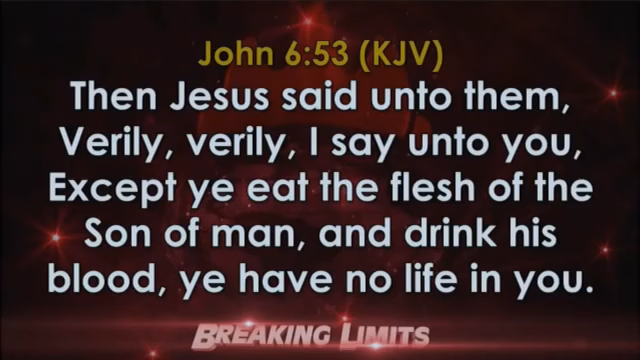 John 6:53 (KJV)
Then Jesus said unto them,
Verily, verily, I say unto you,
Except ye eat the flesh of the
Son of man, and drink his
blood, ye have no life in you.
BREAKING LIMITS